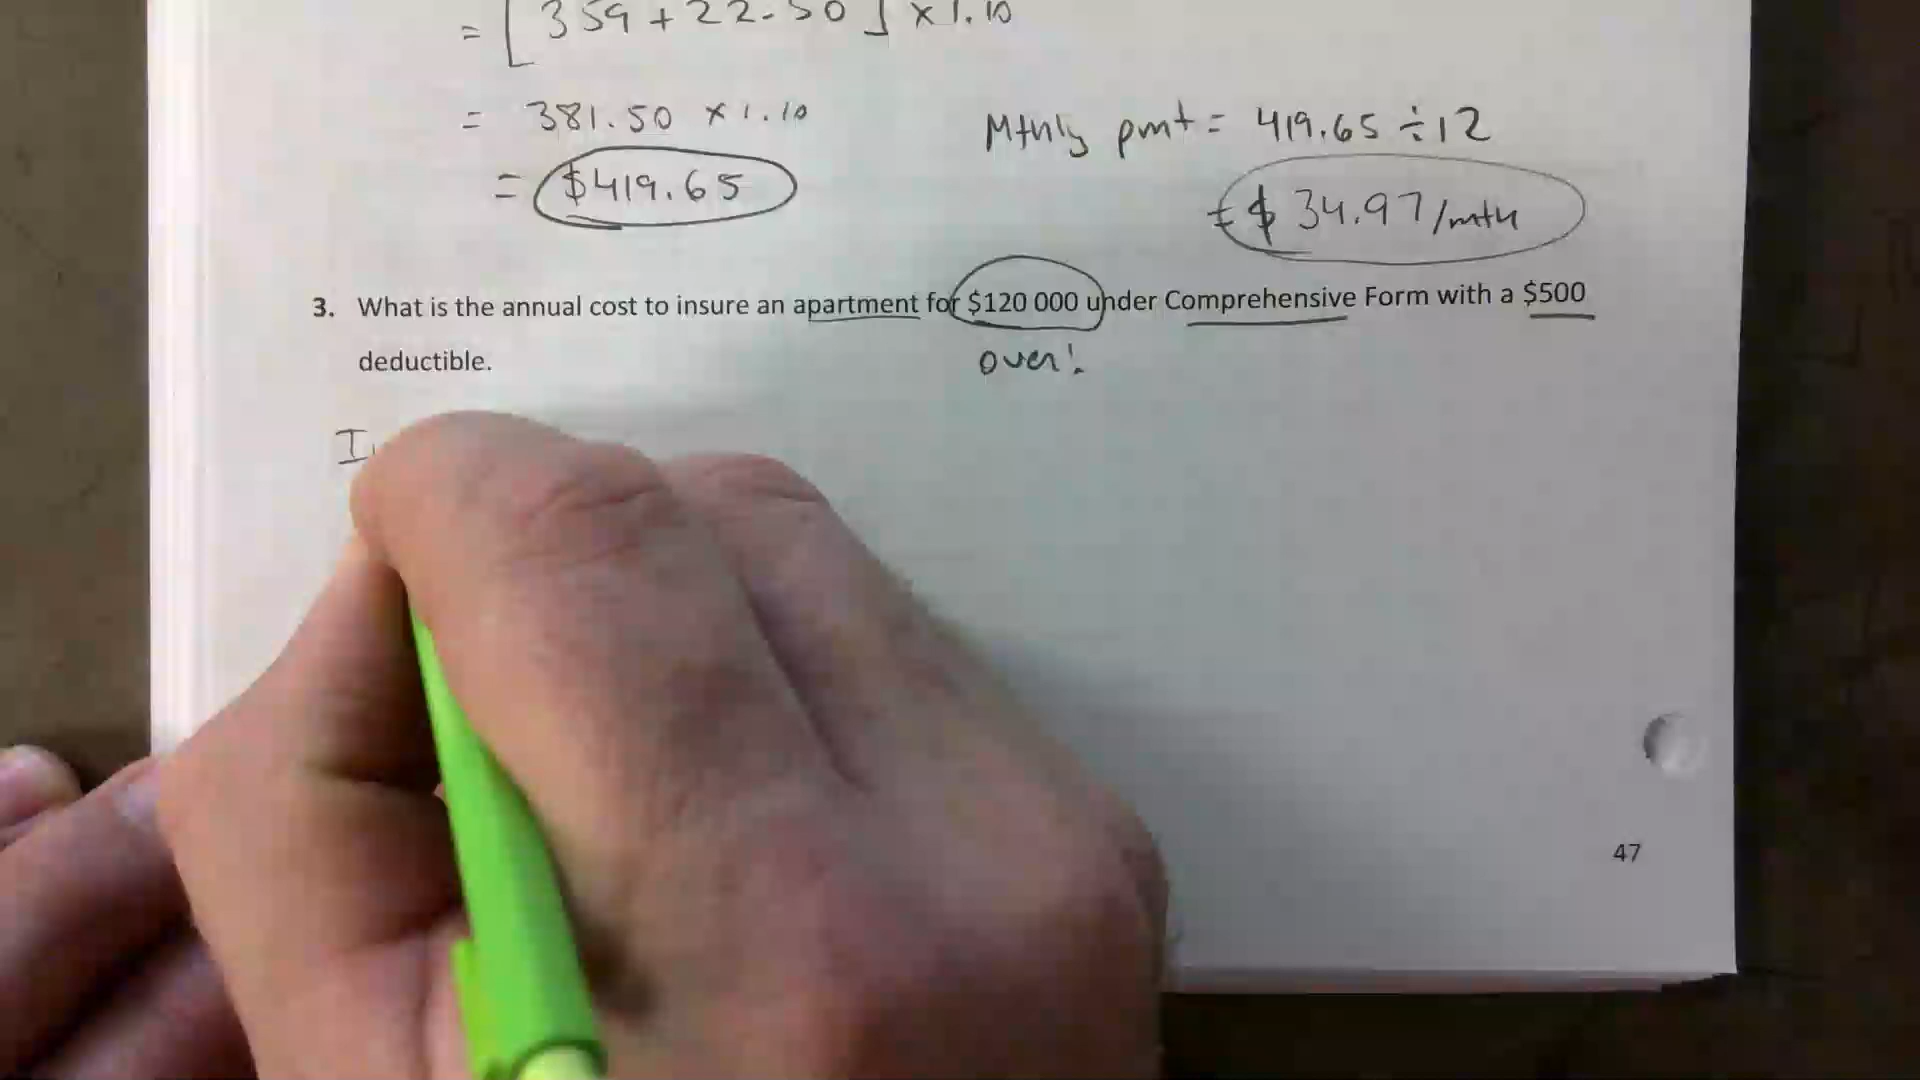 = [359 + 22.50] × 1.10
= 381.50 × 1.10
= $419.65
Mthly pmt = 419.65 ÷ 12
= $34.97/mth
3. What is the annual cost to insure an apartment for $120 000 under Comprehensive Form with a $500
deductible.
over!
I
47